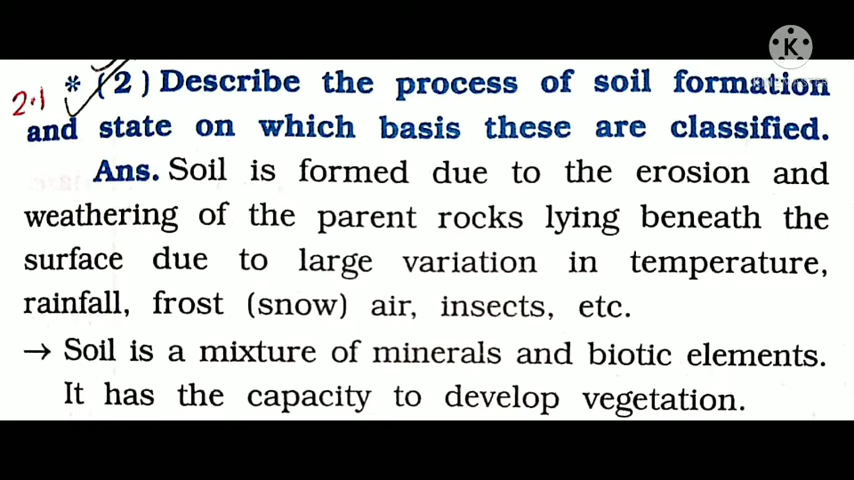 K
2.1 * (2) Describe the process of soil formation
and state on which basis these are classified.
Ans. Soil is formed due to the erosion and
weathering of the parent rocks lying beneath the
surface due to large variation in temperature,
rainfall, frost (snow) air, insects, etc.
→ Soil is a mixture of minerals and biotic elements.
It has the capacity to develop vegetation.